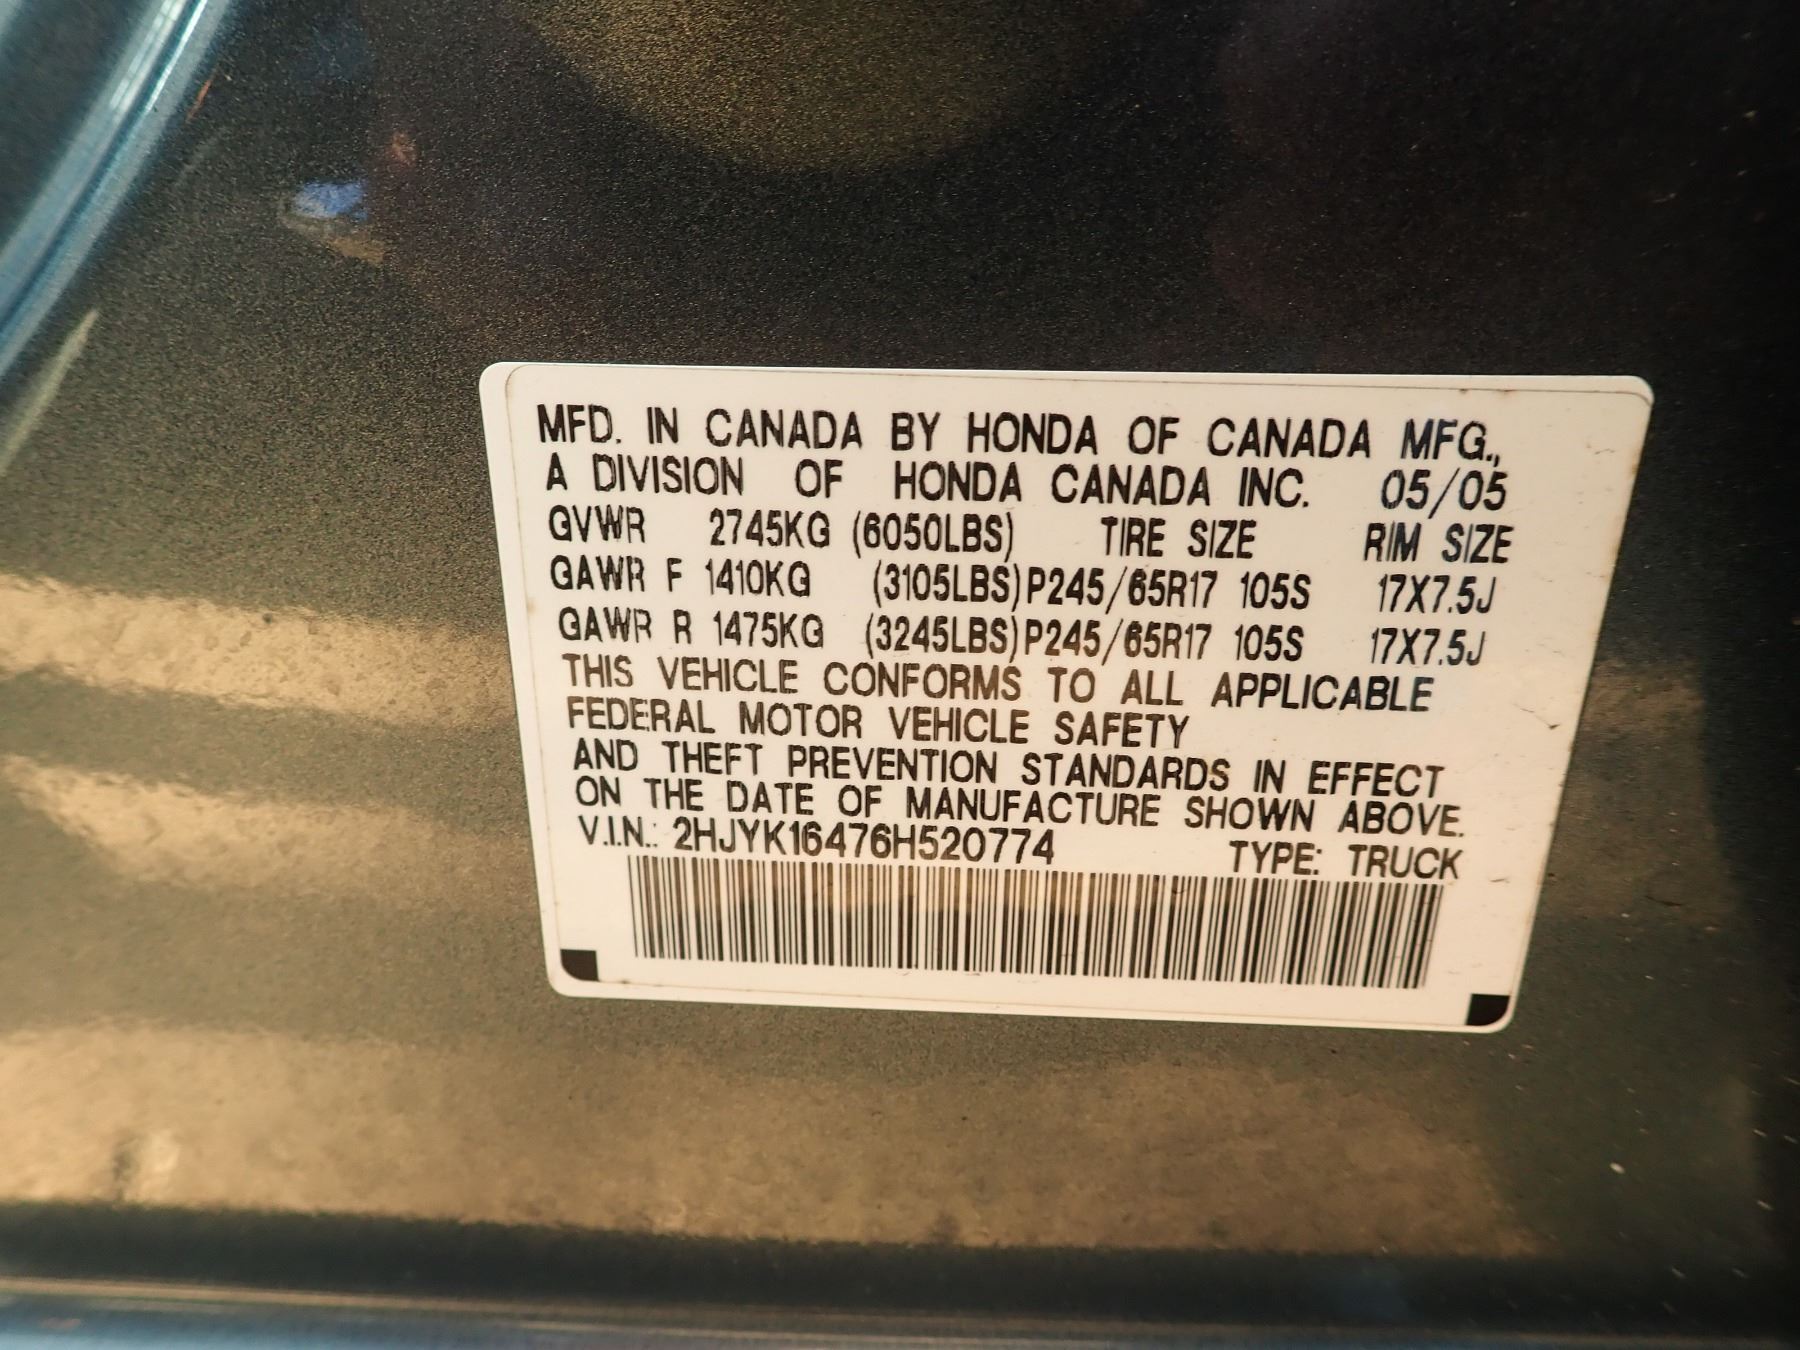 MFD. IN CANADA BY HONDA OF CANADA MFG.,
A DIVISION OF HONDA CANADA INC. 05/05
GVWR 2745KG (6050LBS) TIRE SIZE RIM SIZE
GAWR F 1410KG (3105LBS) P245/65R17 105S 17X7.5J
GAWR R 1475KG (3245LBS) P245/65R17 105S 17X7.5J
THIS VEHICLE CONFORMS TO ALL APPLICABLE
FEDERAL MOTOR VEHICLE SAFETY
AND THEFT PREVENTION STANDARDS IN EFFECT
ON THE DATE OF MANUFACTURE SHOWN ABOVE.
V.I.N.: 2HJYK16476H520774 TYPE: TRUCK